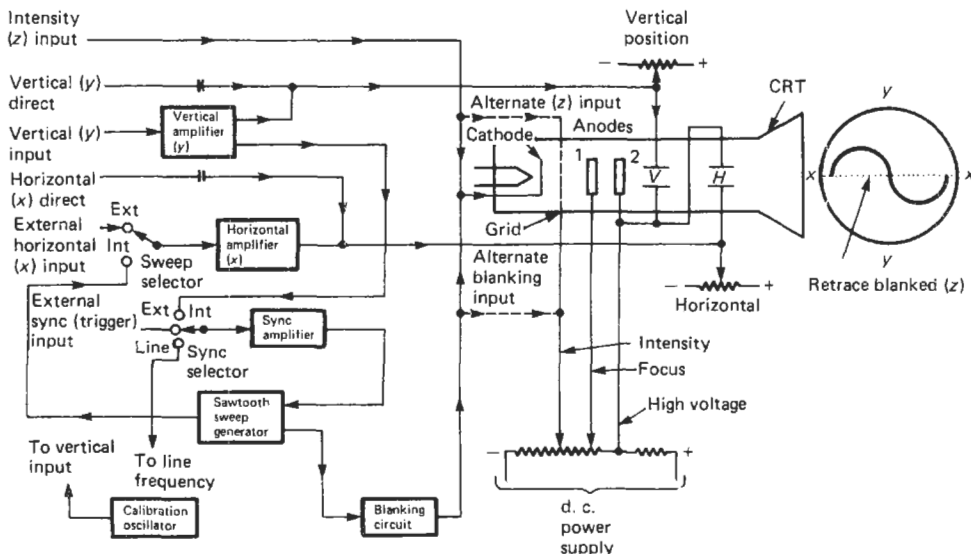 Intensity
(z) input
Vertical (y)
direct
Vertical (y)
input
Vertical
amplifier
(y)
Horizontal
(x) direct
Ext
External
horizontal
(x) input
Int
Sweep
selector
Horizontal
amplifier
(x)
External
sync (trigger)
input
Ext
Int
Line
Sync
selector
Sync
amplifier
Sawtooth
sweep
generator
To vertical
input
To line
frequency
Calibration
oscillator
Blanking
circuit
Vertical
position
- +
Alternate (z) input
Cathode
Anodes
1
2
V
H
CRT
Grid
Alternate
blanking
input
- +
Horizontal
y
x x
y
Retrace blanked (z)
Intensity
Focus
High voltage
- +
d. c.
power
supply